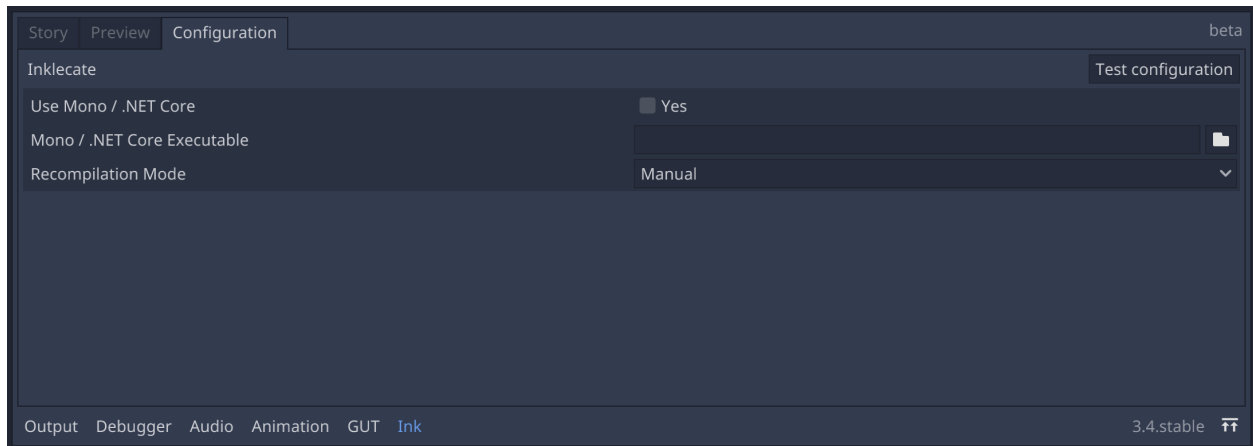 Story Preview Configuration beta
Inklecate Test configuration
Use Mono / .NET Core Yes
Mono / .NET Core Executable
Recompilation Mode Manual
Output Debugger Audio Animation GUT Ink 3.4.stable